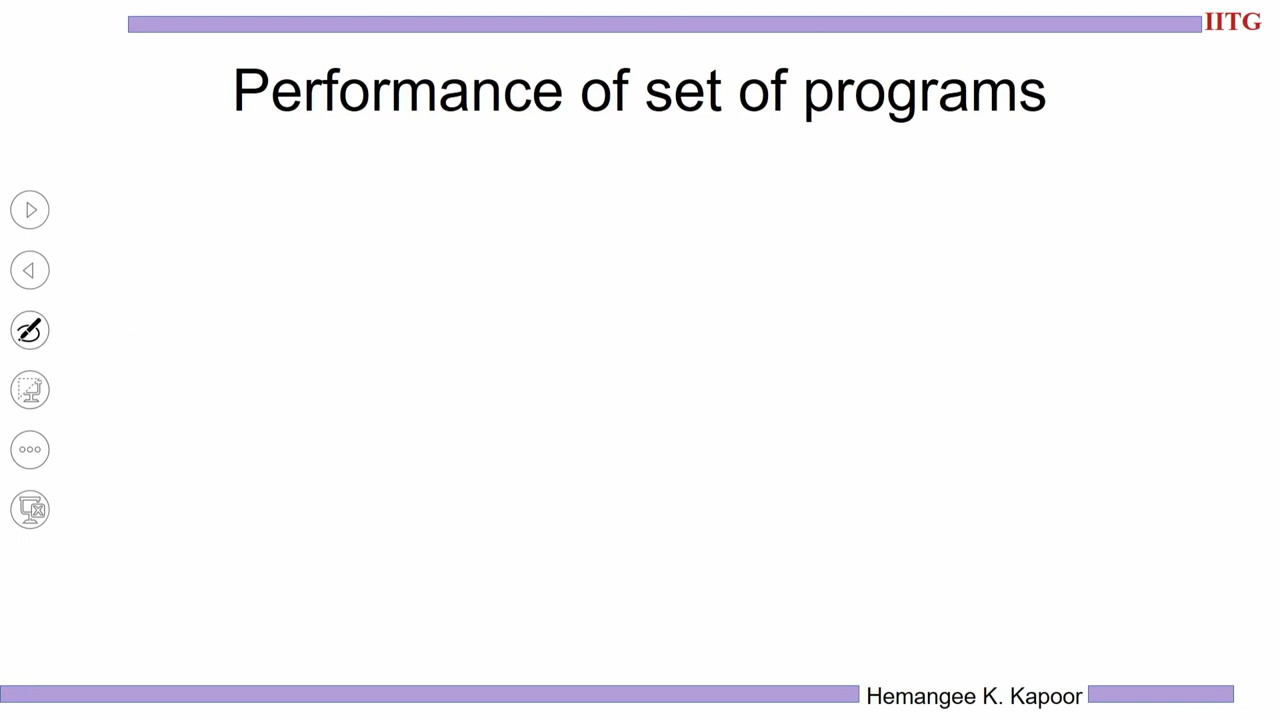 IITG
Performance of set of programs
Hemangee K. Kapoor